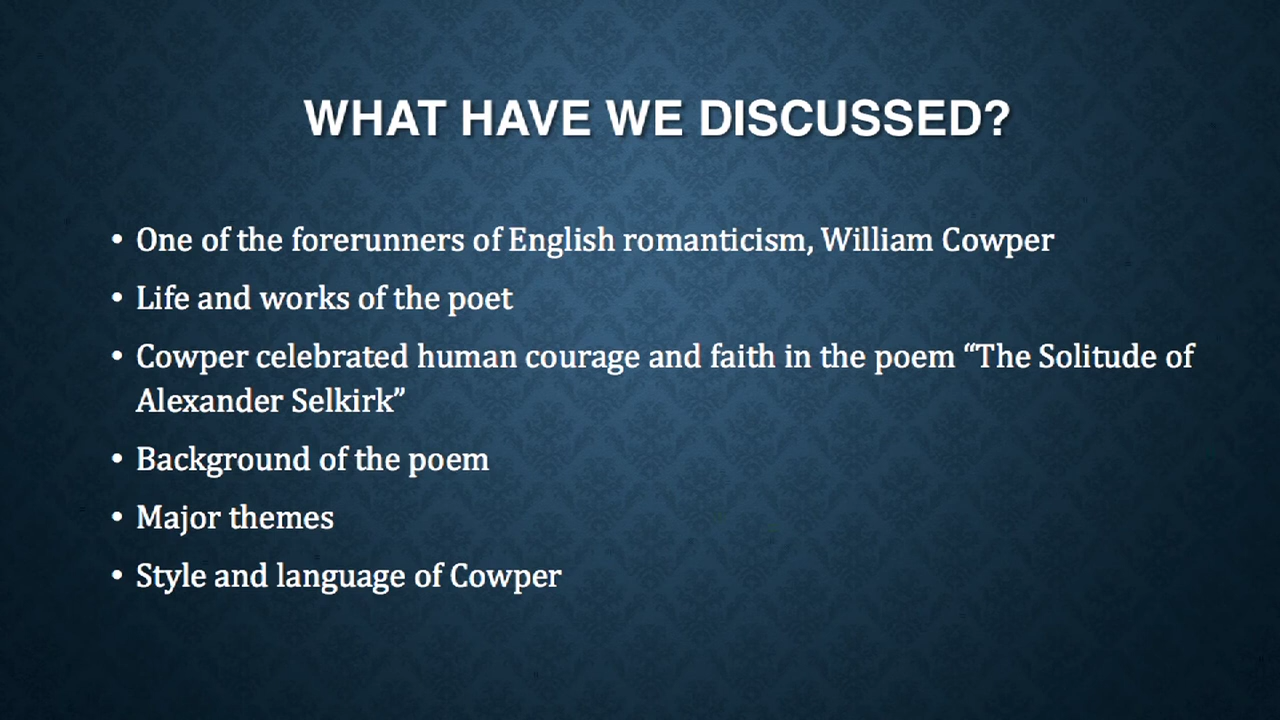 WHAT HAVE WE DISCUSSED?
• One of the forerunners of English romanticism, William Cowper
• Life and works of the poet
• Cowper celebrated human courage and faith in the poem “The Solitude of
Alexander Selkirk”
• Background of the poem
• Major themes
• Style and language of Cowper